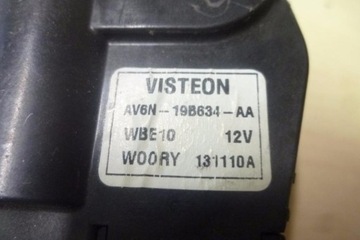 VISTEON
AV6N-19B634-AA
WBE10 12V
WOORY 131110A